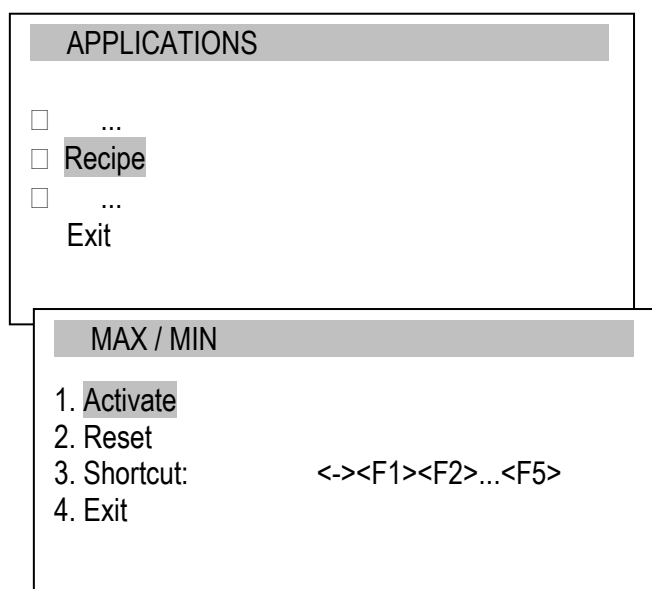 APPLICATIONS
...
Recipe
...
Exit
MAX / MIN
1. Activate
2. Reset
3. Shortcut: <-><F1><F2>...<F5>
4. Exit